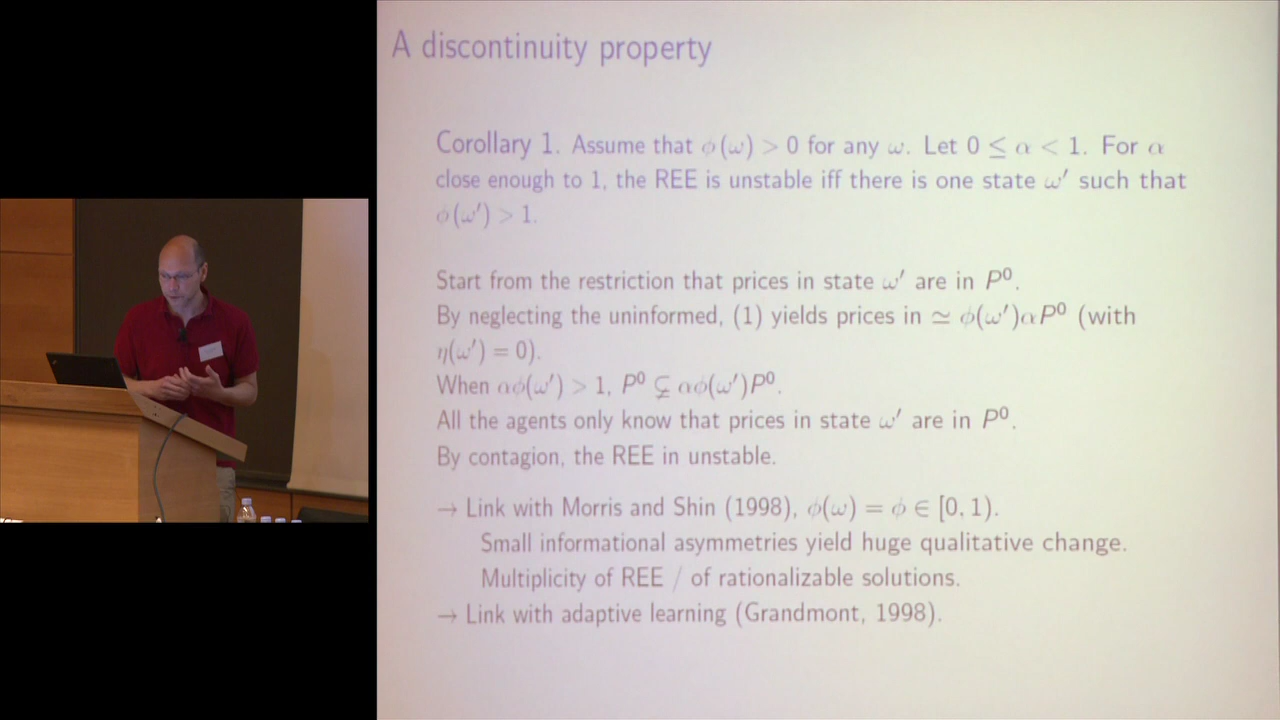 A discontinuity property
Corollary 1. Assume that ϕ(ω) > 0 for any ω. Let 0 ≤ α < 1. For α
close enough to 1, the REE is unstable iff there is one state ω′ such that
ϕ(ω′) > 1.
Start from the restriction that prices in state ω′ are in P⁰.
By neglecting the uninformed, (1) yields prices in ≃ ϕ(ω′)αP⁰ (with
η(ω′) = 0).
When αϕ(ω′) > 1, P⁰ ⊊ αϕ(ω′)P⁰.
All the agents only know that prices in state ω′ are in P⁰.
By contagion, the REE in unstable.
→ Link with Morris and Shin (1998), ϕ(ω) = ϕ ∈ [0, 1).
Small informational asymmetries yield huge qualitative change.
Multiplicity of REE / of rationalizable solutions.
→ Link with adaptive learning (Grandmont, 1998).